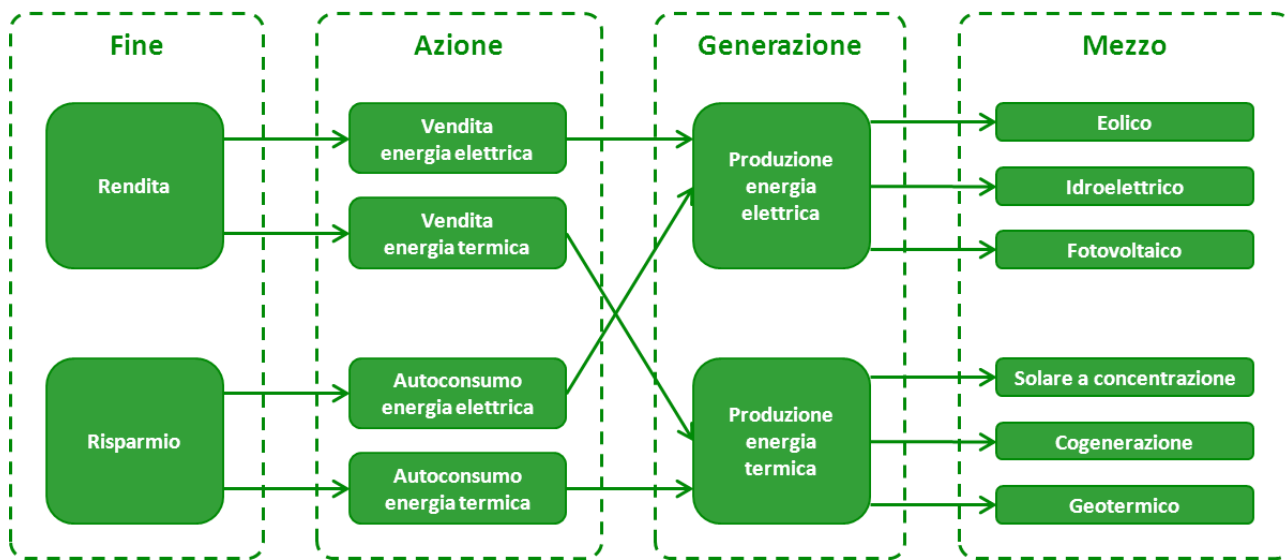 Fine
Azione
Generazione
Mezzo
Rendita
Vendita
energia elettrica
Vendita
energia termica
Produzione
energia
elettrica
Eolico
Idroelettrico
Fotovoltaico
Risparmio
Autoconsumo
energia elettrica
Autoconsumo
energia termica
Produzione
energia
termica
Solare a concentrazione
Cogenerazione
Geotermico